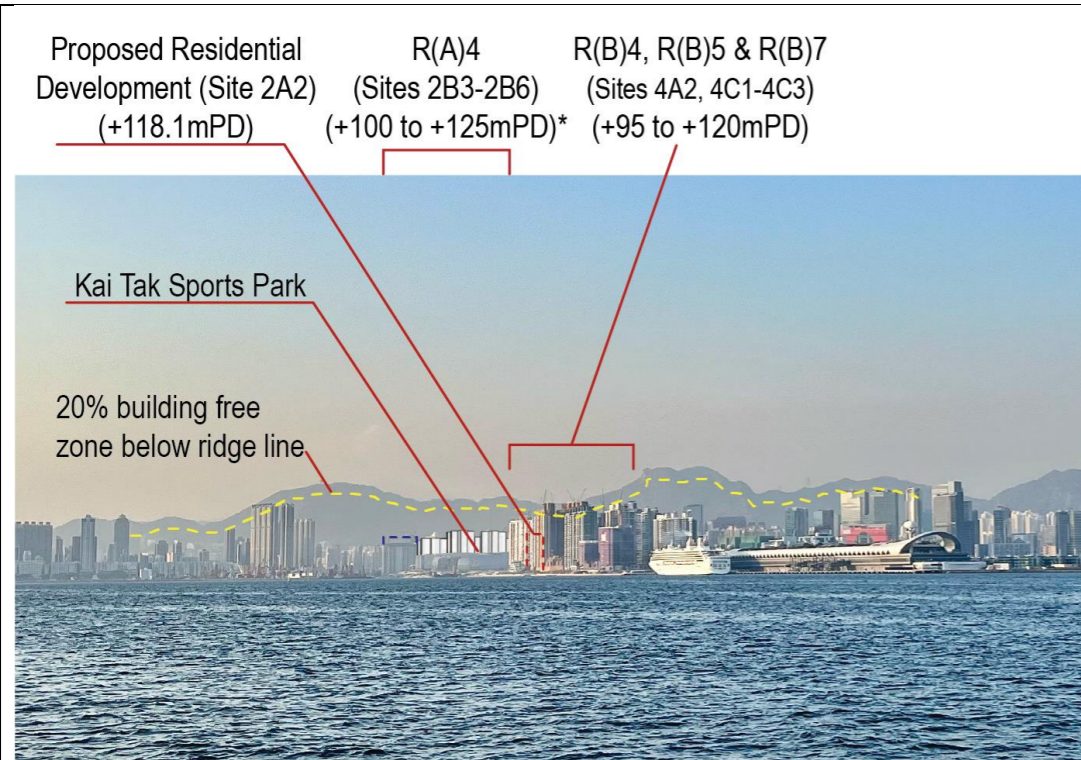 Proposed Residential
Development (Site 2A2)
(+118.1mPD)
R(A)4
(Sites 2B3-2B6)
(+100 to +125mPD)*
R(B)4, R(B)5 & R(B)7
(Sites 4A2, 4C1-4C3)
(+95 to +120mPD)
Kai Tak Sports Park
20% building free
zone below ridge line